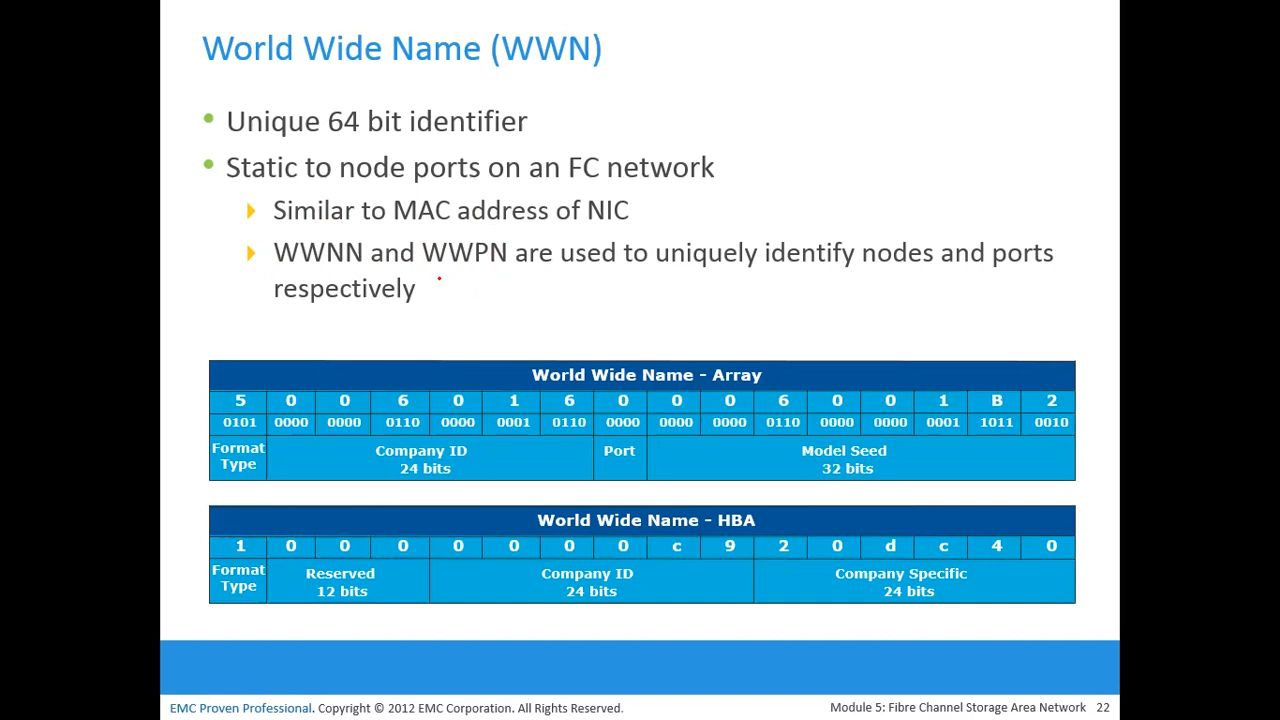 World Wide Name (WWN)
• Unique 64 bit identifier
• Static to node ports on an FC network
Similar to MAC address of NIC
WWNN and WWPN are used to uniquely identify nodes and ports
respectively
World Wide Name - Array
5 0 0 6 0 1 6 0 0 0 6 0 0 1 B 2
0101 0000 0000 0110 0000 0001 0110 0000 0000 0000 0110 0000 0000 0001 1011 0010
Format Type Company ID 24 bits Port Model Seed 32 bits
World Wide Name - HBA
1 0 0 0 0 0 0 0 c 9 2 0 d c 4 0
Format Type Reserved 12 bits Company ID 24 bits Company Specific 24 bits
EMC Proven Professional. Copyright © 2012 EMC Corporation. All Rights Reserved. Module 5: Fibre Channel Storage Area Network 22